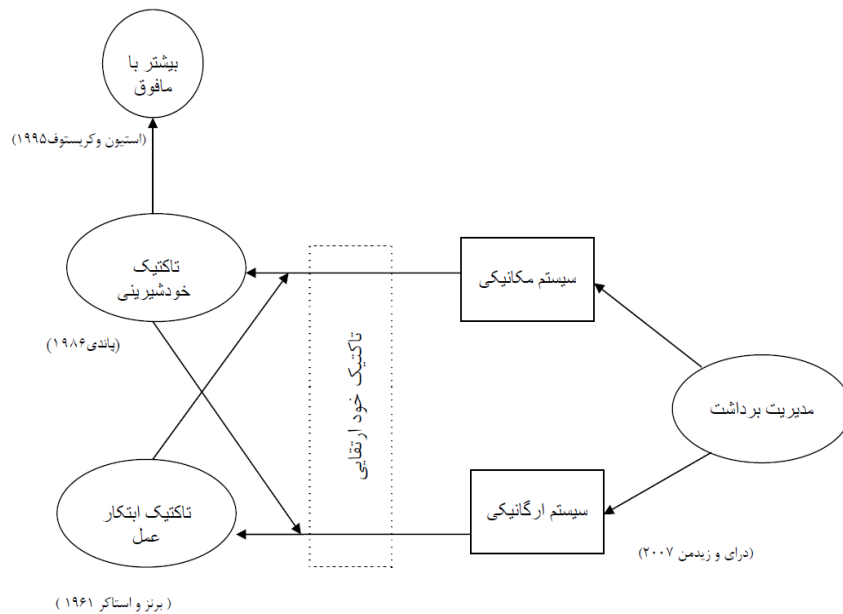 بیشتر با
مافوق
(استیون وکریستوف۱۹۹۵)
تاکتیک
خودشیرینی
(پاندی۱۹۸۶)
سیستم مکانیکی
تاکتیک خود ارتقایی
مدیریت برداشت
سیستم ارگانیکی
(درای و زیدمن ۲۰۰۷)
تاکتیک ابتکار
عمل
( برنز و استاکر ۱۹۶۱ )